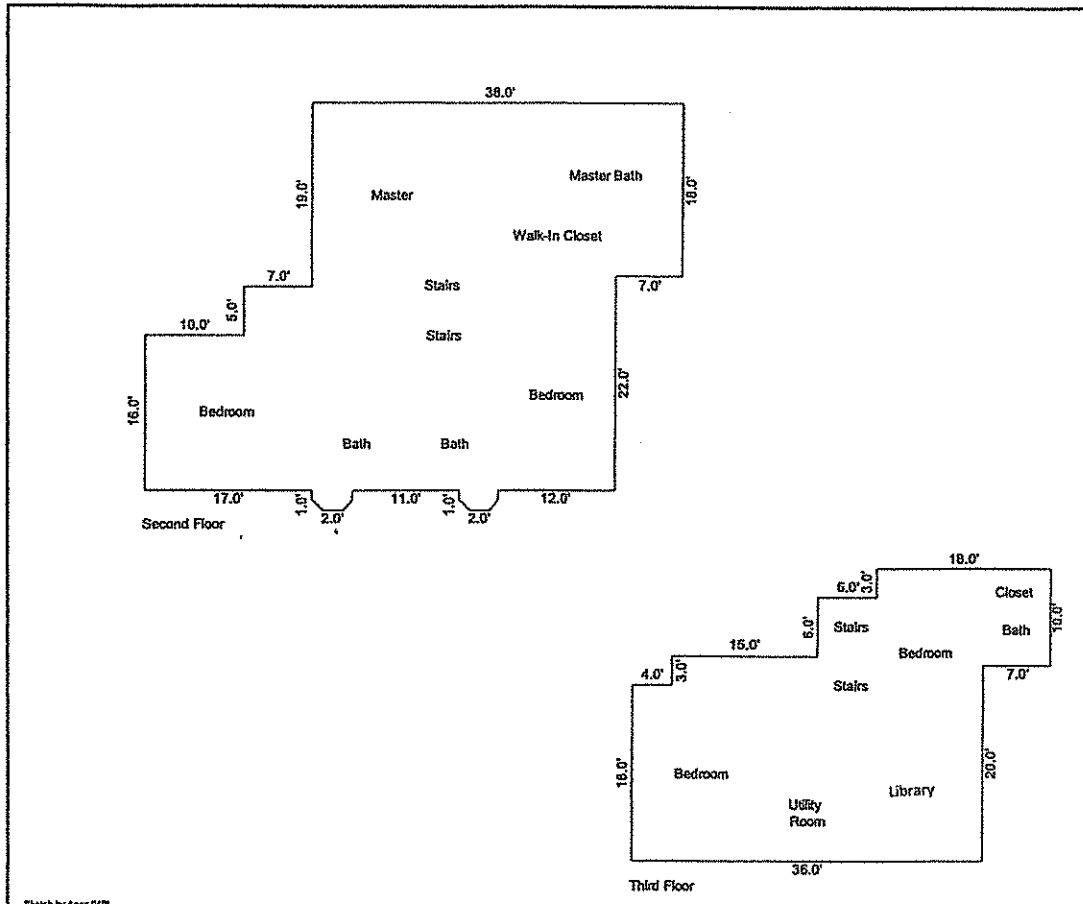 38.0'
Master Bath
19.0'
Master
18.0'
Walk-In Closet
7.0'
Stairs
7.0'
5.0'
10.0'
Stairs
Bedroom
22.0'
16.0'
Bedroom
Bath
Bath
17.0'
1.0'
11.0'
1.0'
12.0'
2.0'
2.0'
Second Floor
18.0'
6.0'
3.0'
Closet
6.0'
Stairs
Bath
10.0'
15.0'
Bedroom
4.0'
3.0'
7.0'
Stairs
18.0'
Bedroom
20.0'
Library
Utility
Room
36.0'
Third Floor